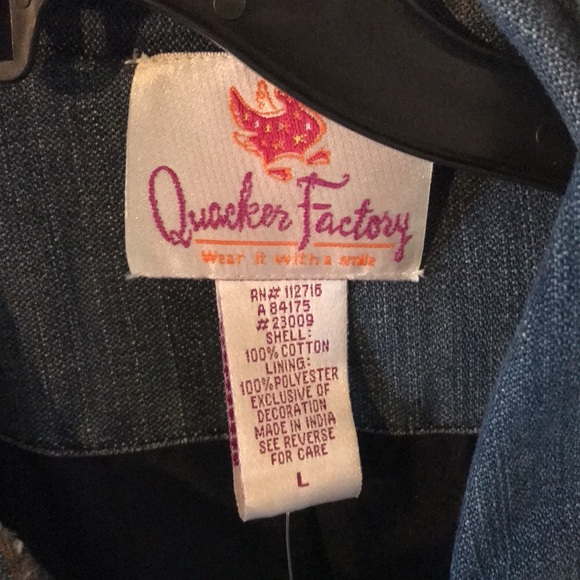 Quacker Factory
Wear it with a smile
RN# 112716
A 84175
#23009
SHELL:
100% COTTON
LINING:
100% POLYESTER
EXCLUSIVE OF
DECORATION
MADE IN INDIA
SEE REVERSE
FOR CARE
L